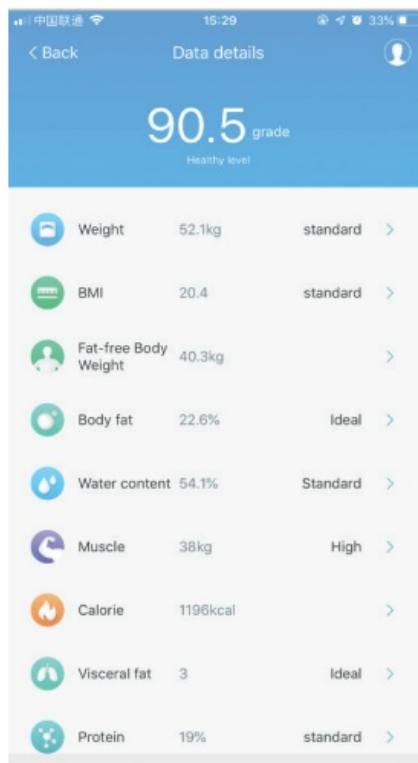 中国联通 15:29 33%
Back Data details
90.5 grade
Healthy level
Weight 52.1kg standard
BMI 20.4 standard
Fat-free Body
Weight 40.3kg
Body fat 22.6% Ideal
Water content 54.1% Standard
Muscle 38kg High
Calorie 1196kcal
Visceral fat 3 Ideal
Protein 19% standard